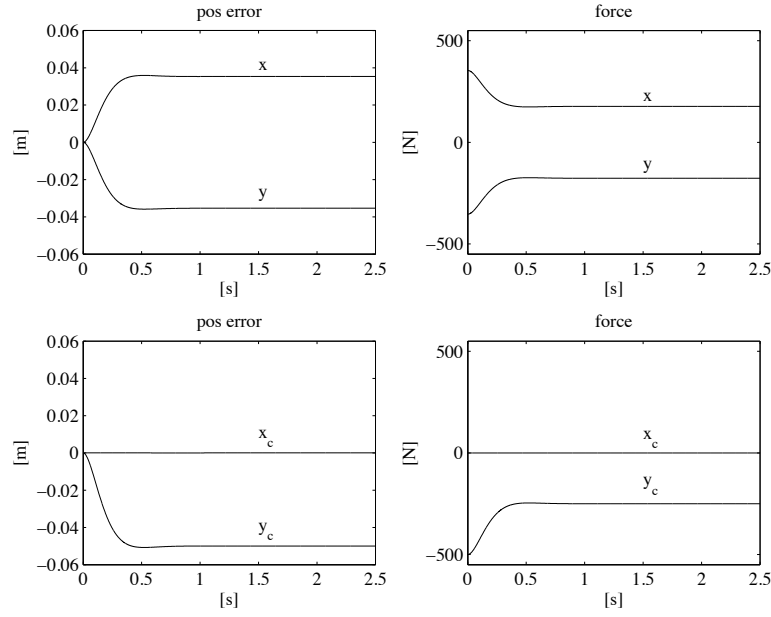 pos error
0.06
0.04
0.02
0
−0.02
−0.04
−0.06
[m]
x
y
0 0.5 1 1.5 2 2.5
[s]
force
500
0
−500
[N]
x
y
0 0.5 1 1.5 2 2.5
[s]
pos error
0.06
0.04
0.02
0
−0.02
−0.04
−0.06
[m]
x_c
y_c
0 0.5 1 1.5 2 2.5
[s]
force
500
0
−500
[N]
x_c
y_c
0 0.5 1 1.5 2 2.5
[s]